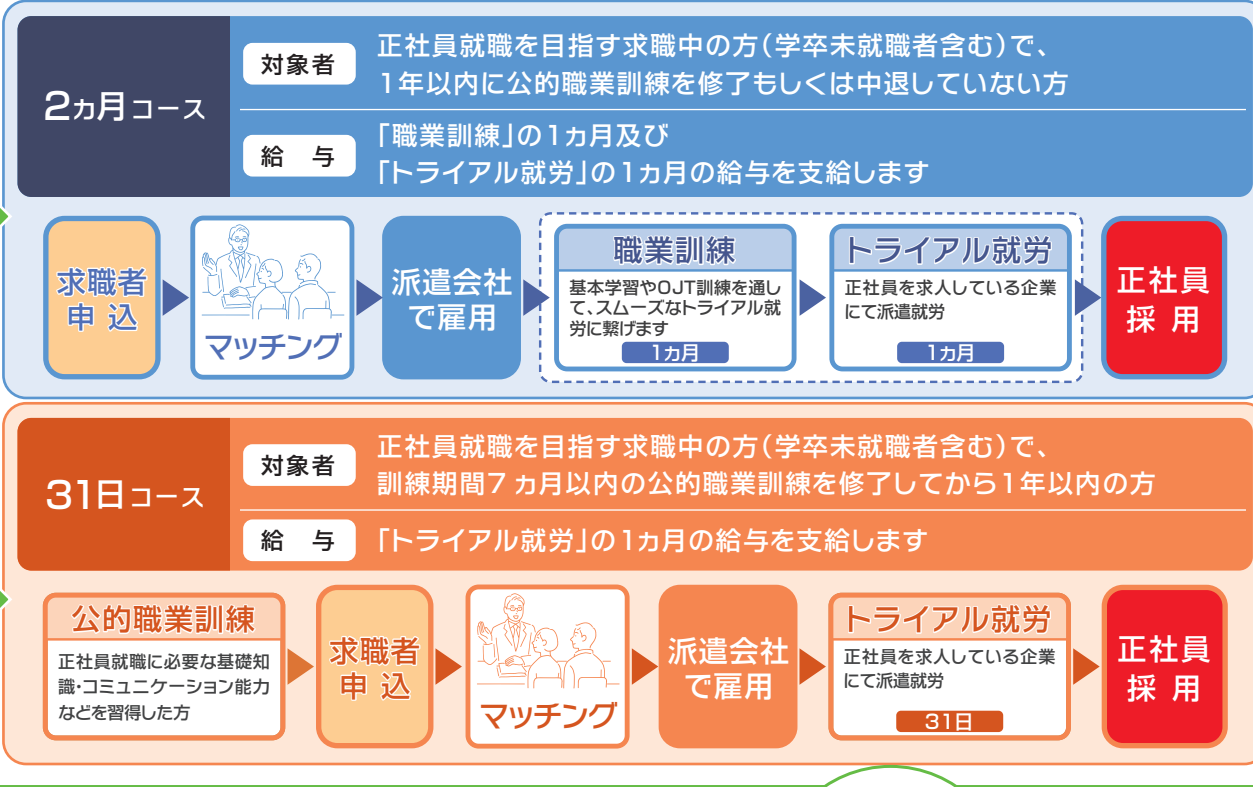 2ヵ月コース
対象者
正社員就職を目指す求職中の方(学卒未就職者含む)で、
1年以内に公的職業訓練を修了もしくは中退していない方
給 与
「職業訓練」の1ヵ月及び
「トライアル就労」の1ヵ月の給与を支給します
求職者
申 込
マッチング
派遣会社
で雇用
職業訓練
基本学習やOJT訓練を通し
て、スムーズなトライアル就
労に繋げます
1ヵ月
トライアル就労
正社員を求人している企業
にて派遣就労
1ヵ月
正社員
採 用
31日コース
対象者
正社員就職を目指す求職中の方(学卒未就職者含む)で、
訓練期間7ヵ月以内の公的職業訓練を修了してから1年以内の方
給 与
「トライアル就労」の1ヵ月の給与を支給します
公的職業訓練
正社員就職に必要な基礎知
識・コミュニケーション能力
などを習得した方
求職者
申 込
マッチング
派遣会社
で雇用
トライアル就労
正社員を求人している企業
にて派遣就労
31日
正社員
採 用